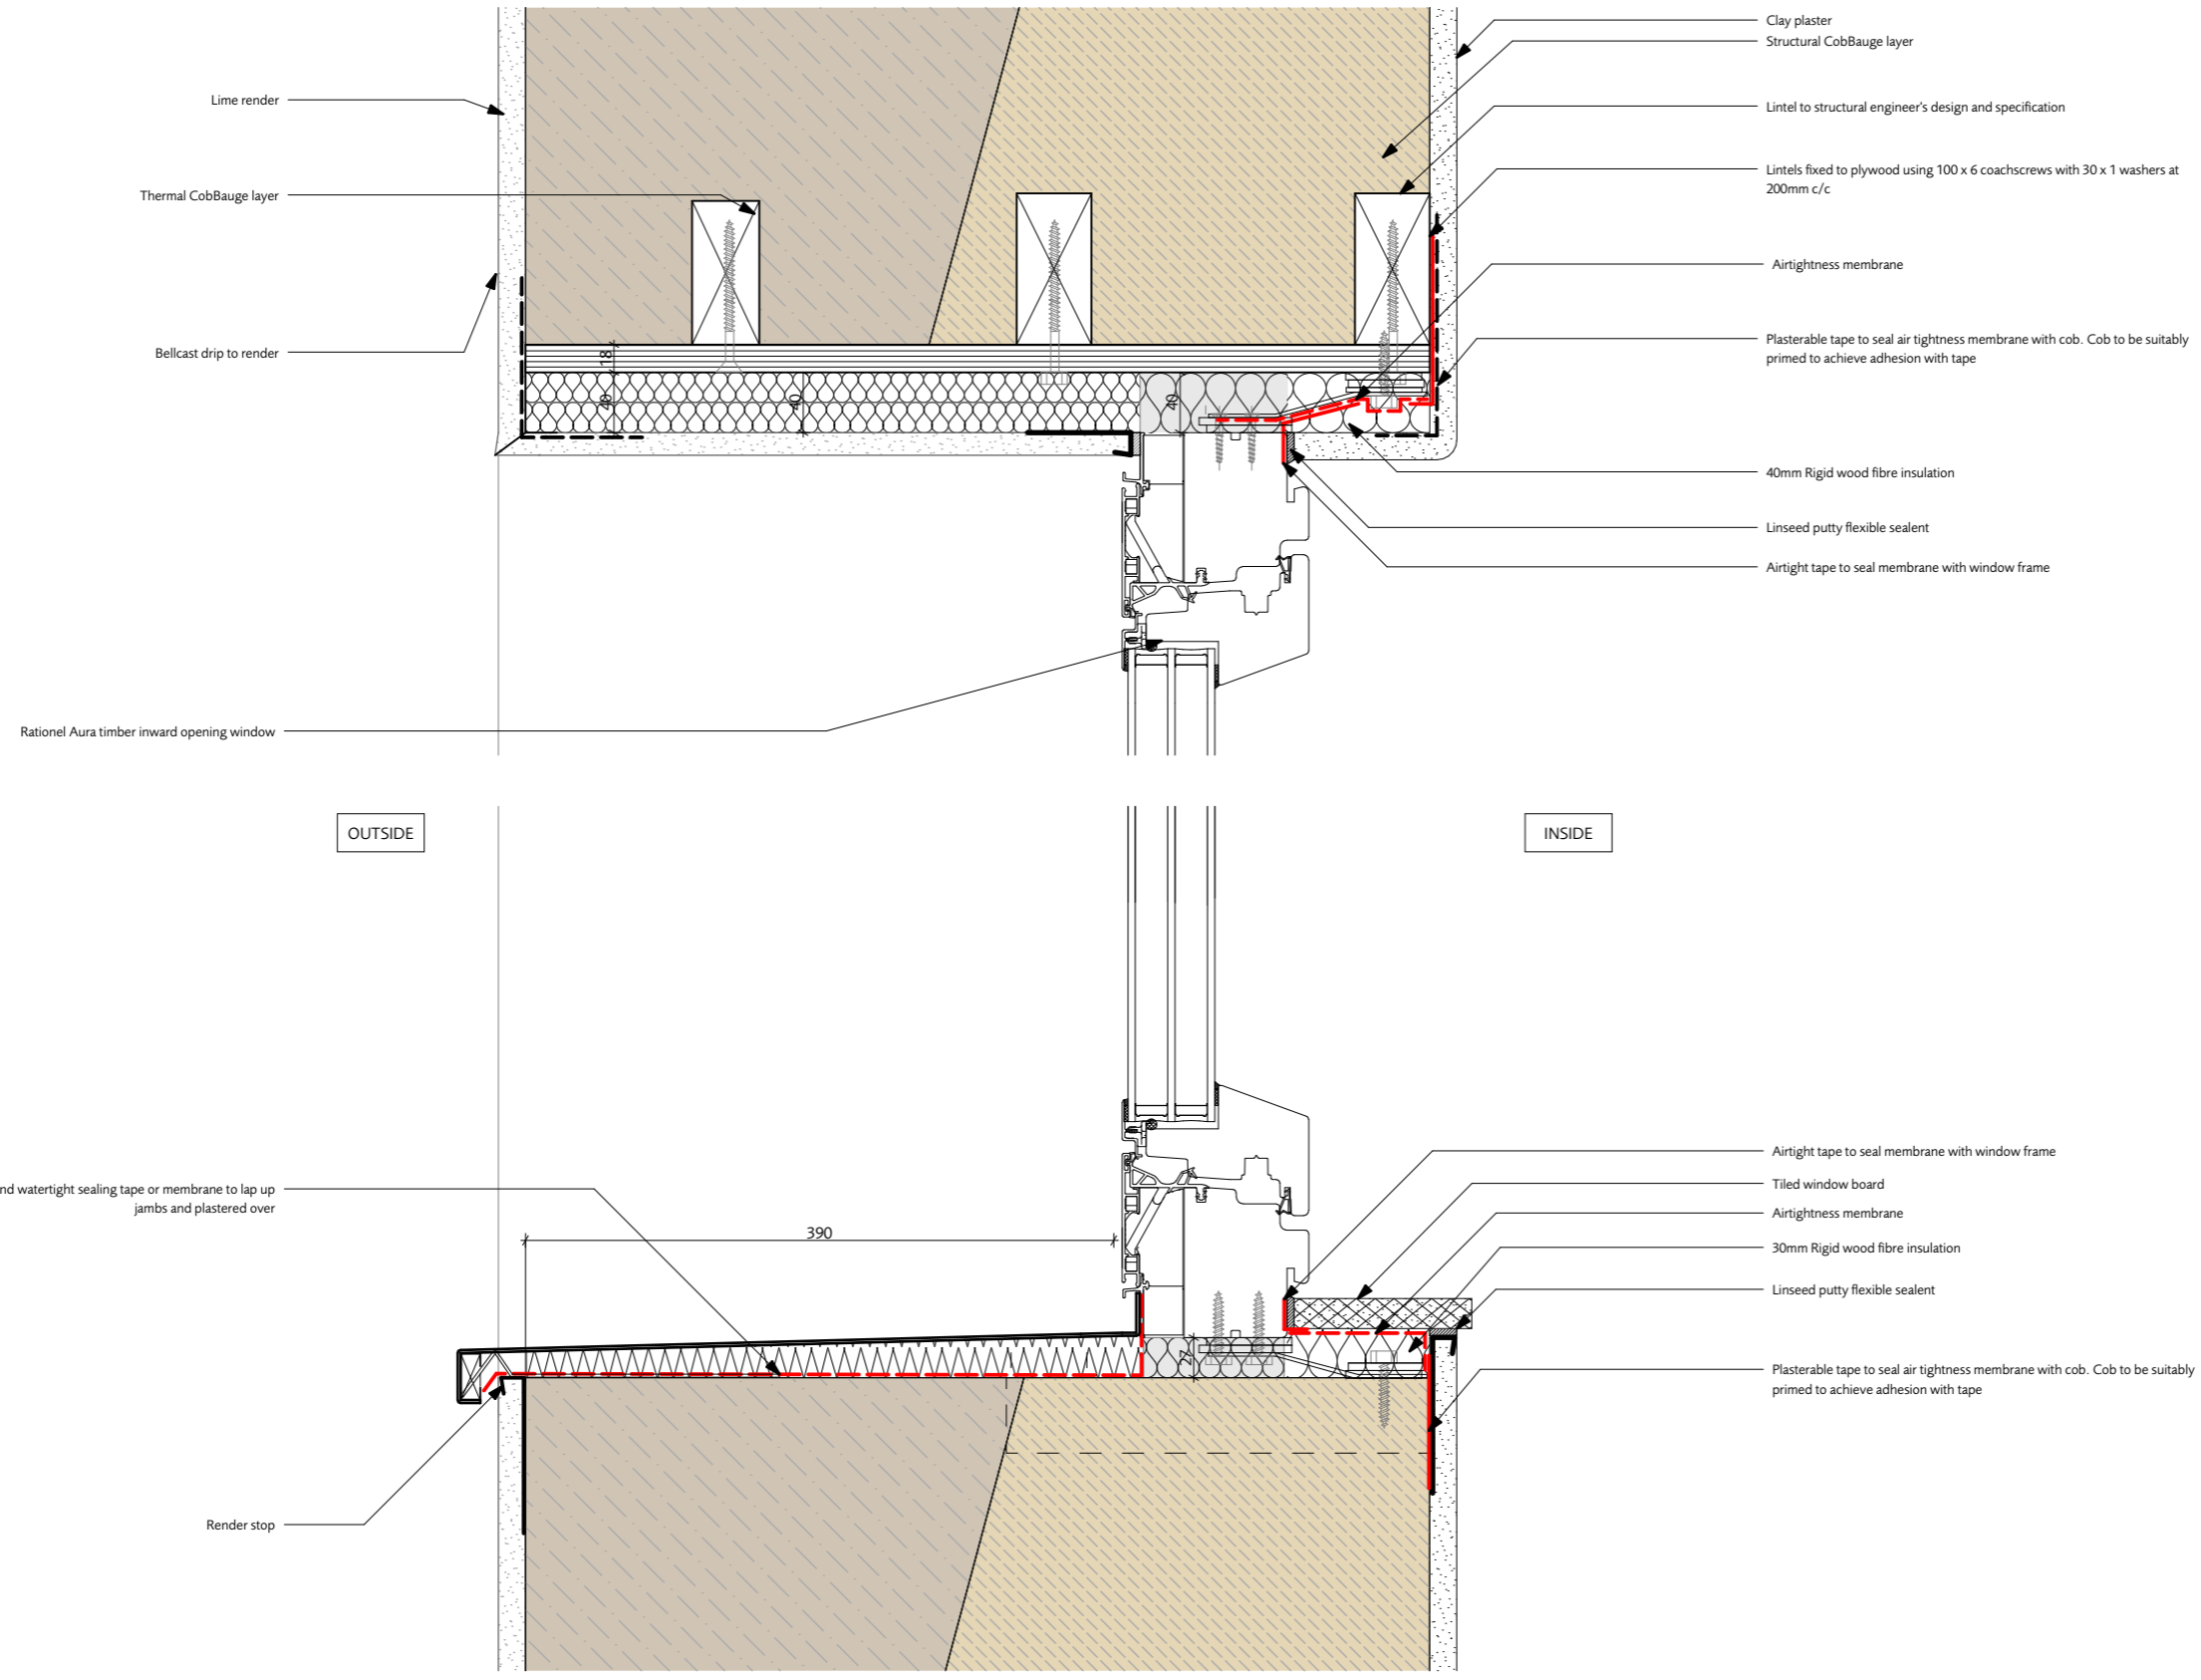 Clay plaster
Structural CobBauge layer
Lime render
Lintel to structural engineer's design and specification
Lintels fixed to plywood using 100 x 6 coachscrews with 30 x 1 washers at
200mm c/c
Thermal CobBauge layer
Airtightness membrane
Plasterable tape to seal air tightness membrane with cob. Cob to be suitably
primed to achieve adhesion with tape
Bellcast drip to render
18
40
40
40
40mm Rigid wood fibre insulation
Linseed putty flexible sealent
Airtight tape to seal membrane with window frame
Rationel Aura timber inward opening window
OUTSIDE
INSIDE
Airtight tape to seal membrane with window frame
Tiled window board
nd watertight sealing tape or membrane to lap up
jambs and plastered over
Airtightness membrane
390
30mm Rigid wood fibre insulation
Linseed putty flexible sealent
27
Plasterable tape to seal air tightness membrane with cob. Cob to be suitably
primed to achieve adhesion with tape
Render stop